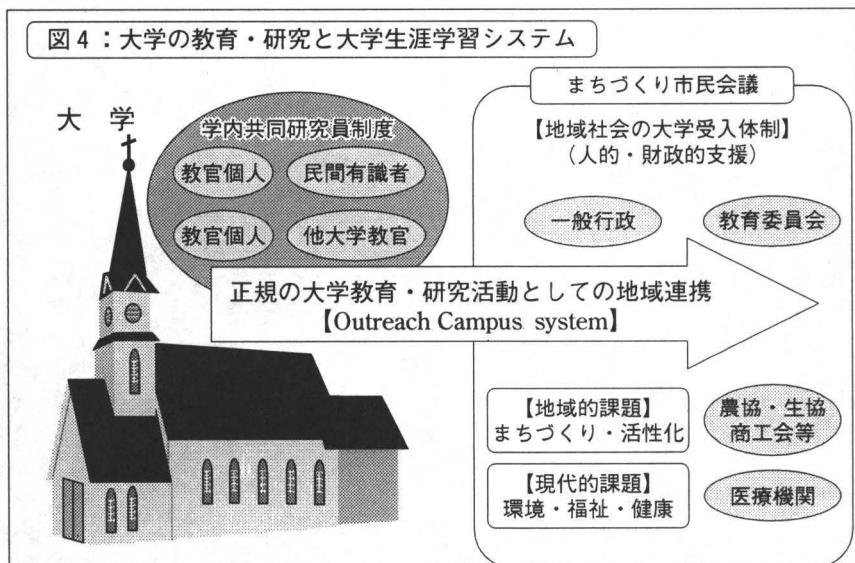 図4：大学の教育・研究と大学生涯学習システム
大 学
学内共同研究員制度
教官個人
民間有識者
教官個人
他大学教官
まちづくり市民会議
【地域社会の大学受入体制】
（人的・財政的支援）
一般行政
教育委員会
正規の大学教育・研究活動としての地域連携
【Outreach Campus system】
【地域的課題】
まちづくり・活性化
農協・生協
商工会等
【現代的課題】
環境・福祉・健康
医療機関